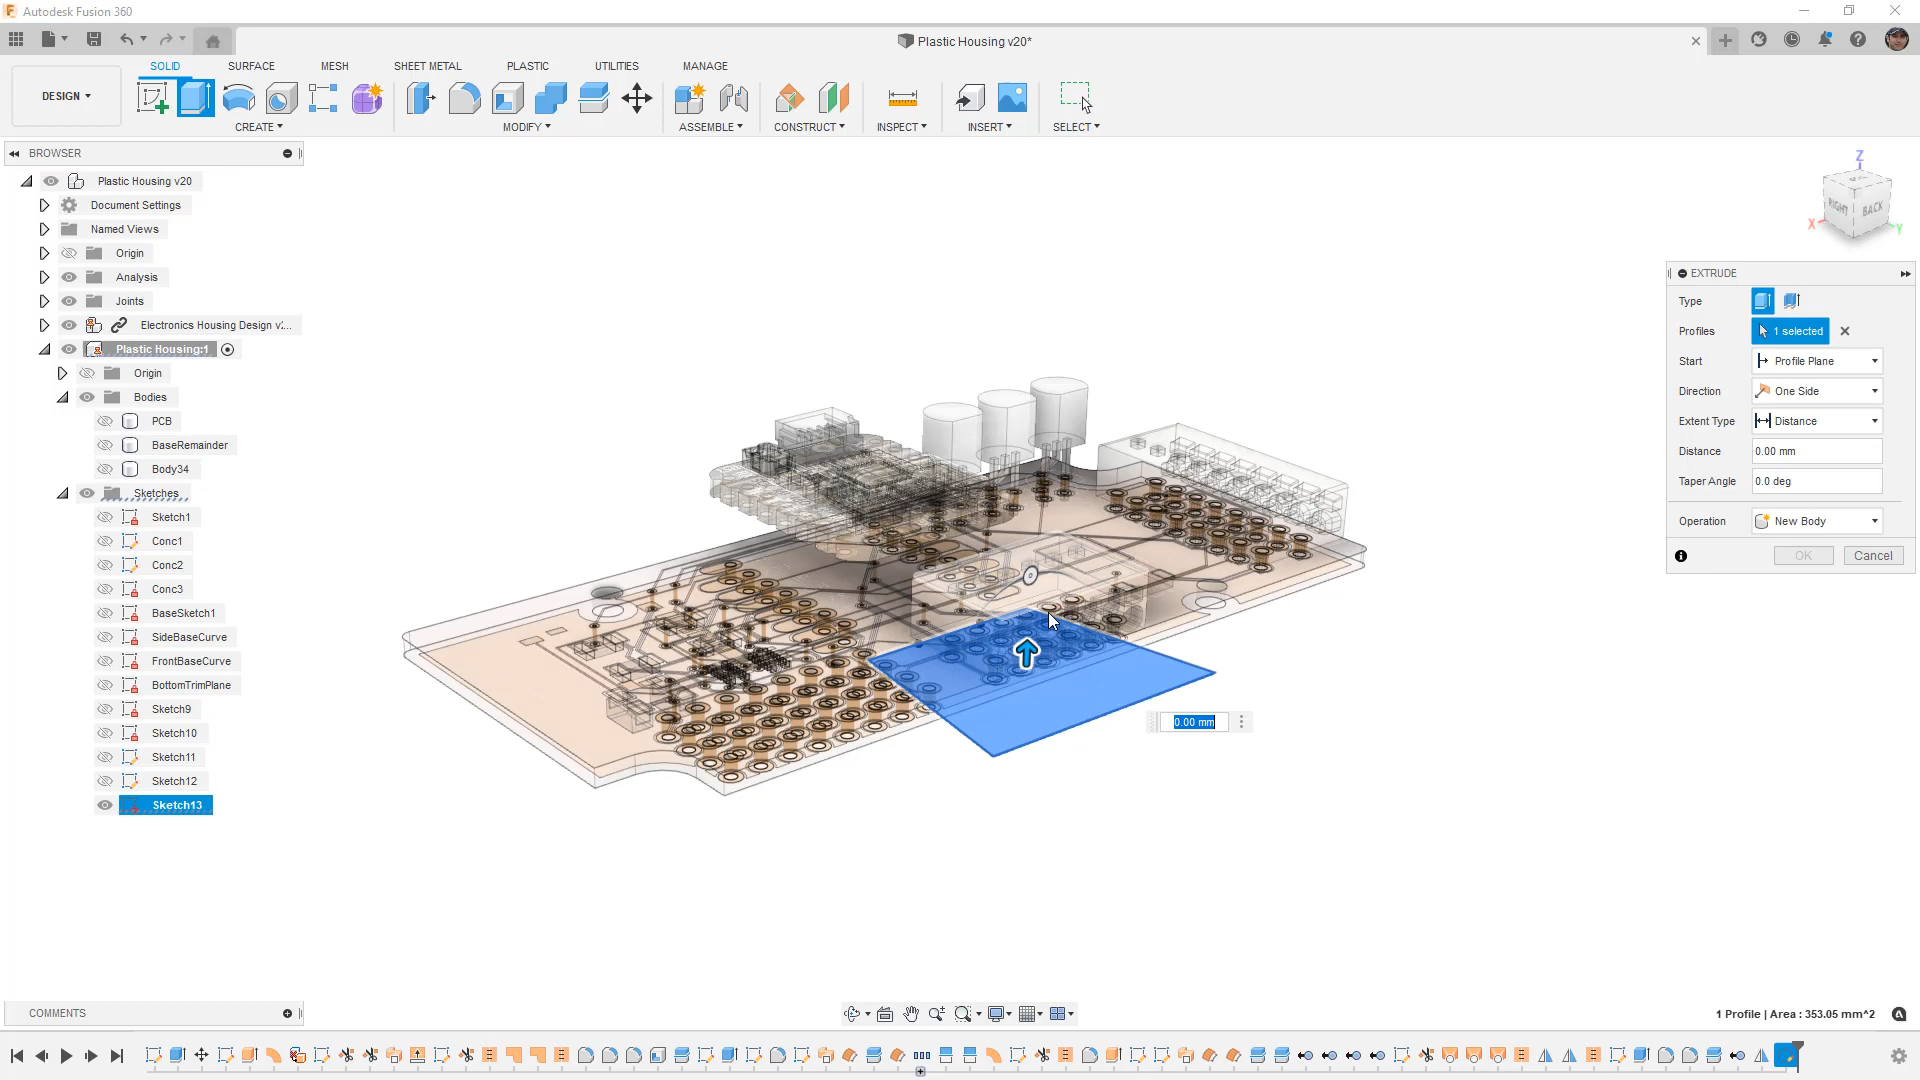 Autodesk Fusion 360
Plastic Housing v20*
DESIGN
SOLID
SURFACE
MESH
SHEET METAL
PLASTIC
UTILITIES
MANAGE
CREATE
MODIFY
ASSEMBLE
CONSTRUCT
INSPECT
INSERT
SELECT
BROWSER
Plastic Housing v20
Document Settings
Named Views
Origin
Analysis
Joints
Electronics Housing Design v...
Plastic Housing:1
Origin
Bodies
PCB
BaseRemainder
Body34
Sketches
Sketch1
Conc1
Conc2
Conc3
BaseSketch1
SideBaseCurve
FrontBaseCurve
BottomTrimPlane
Sketch9
Sketch10
Sketch11
Sketch12
Sketch13
0.00 mm
Z
RIGHT
BACK
X
Y
EXTRUDE
Type
Profiles 1 selected
Start Profile Plane
Direction One Side
Extent Type Distance
Distance 0.00 mm
Taper Angle 0.0 deg
Operation New Body
OK Cancel
COMMENTS
1 Profile | Area : 353.05 mm^2